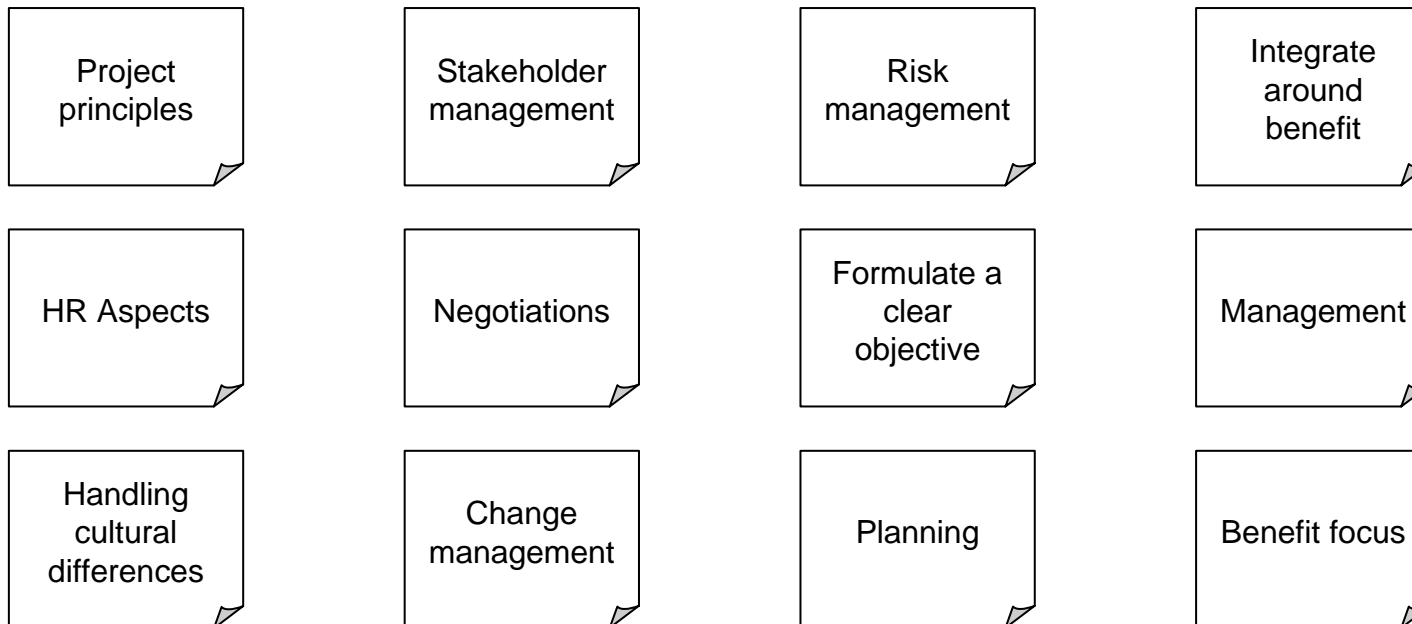 Project
principles
Stakeholder
management
Risk
management
Integrate
around
benefit
HR Aspects
Negotiations
Formulate a
clear
objective
Management
Handling
cultural
differences
Change
management
Planning
Benefit focus